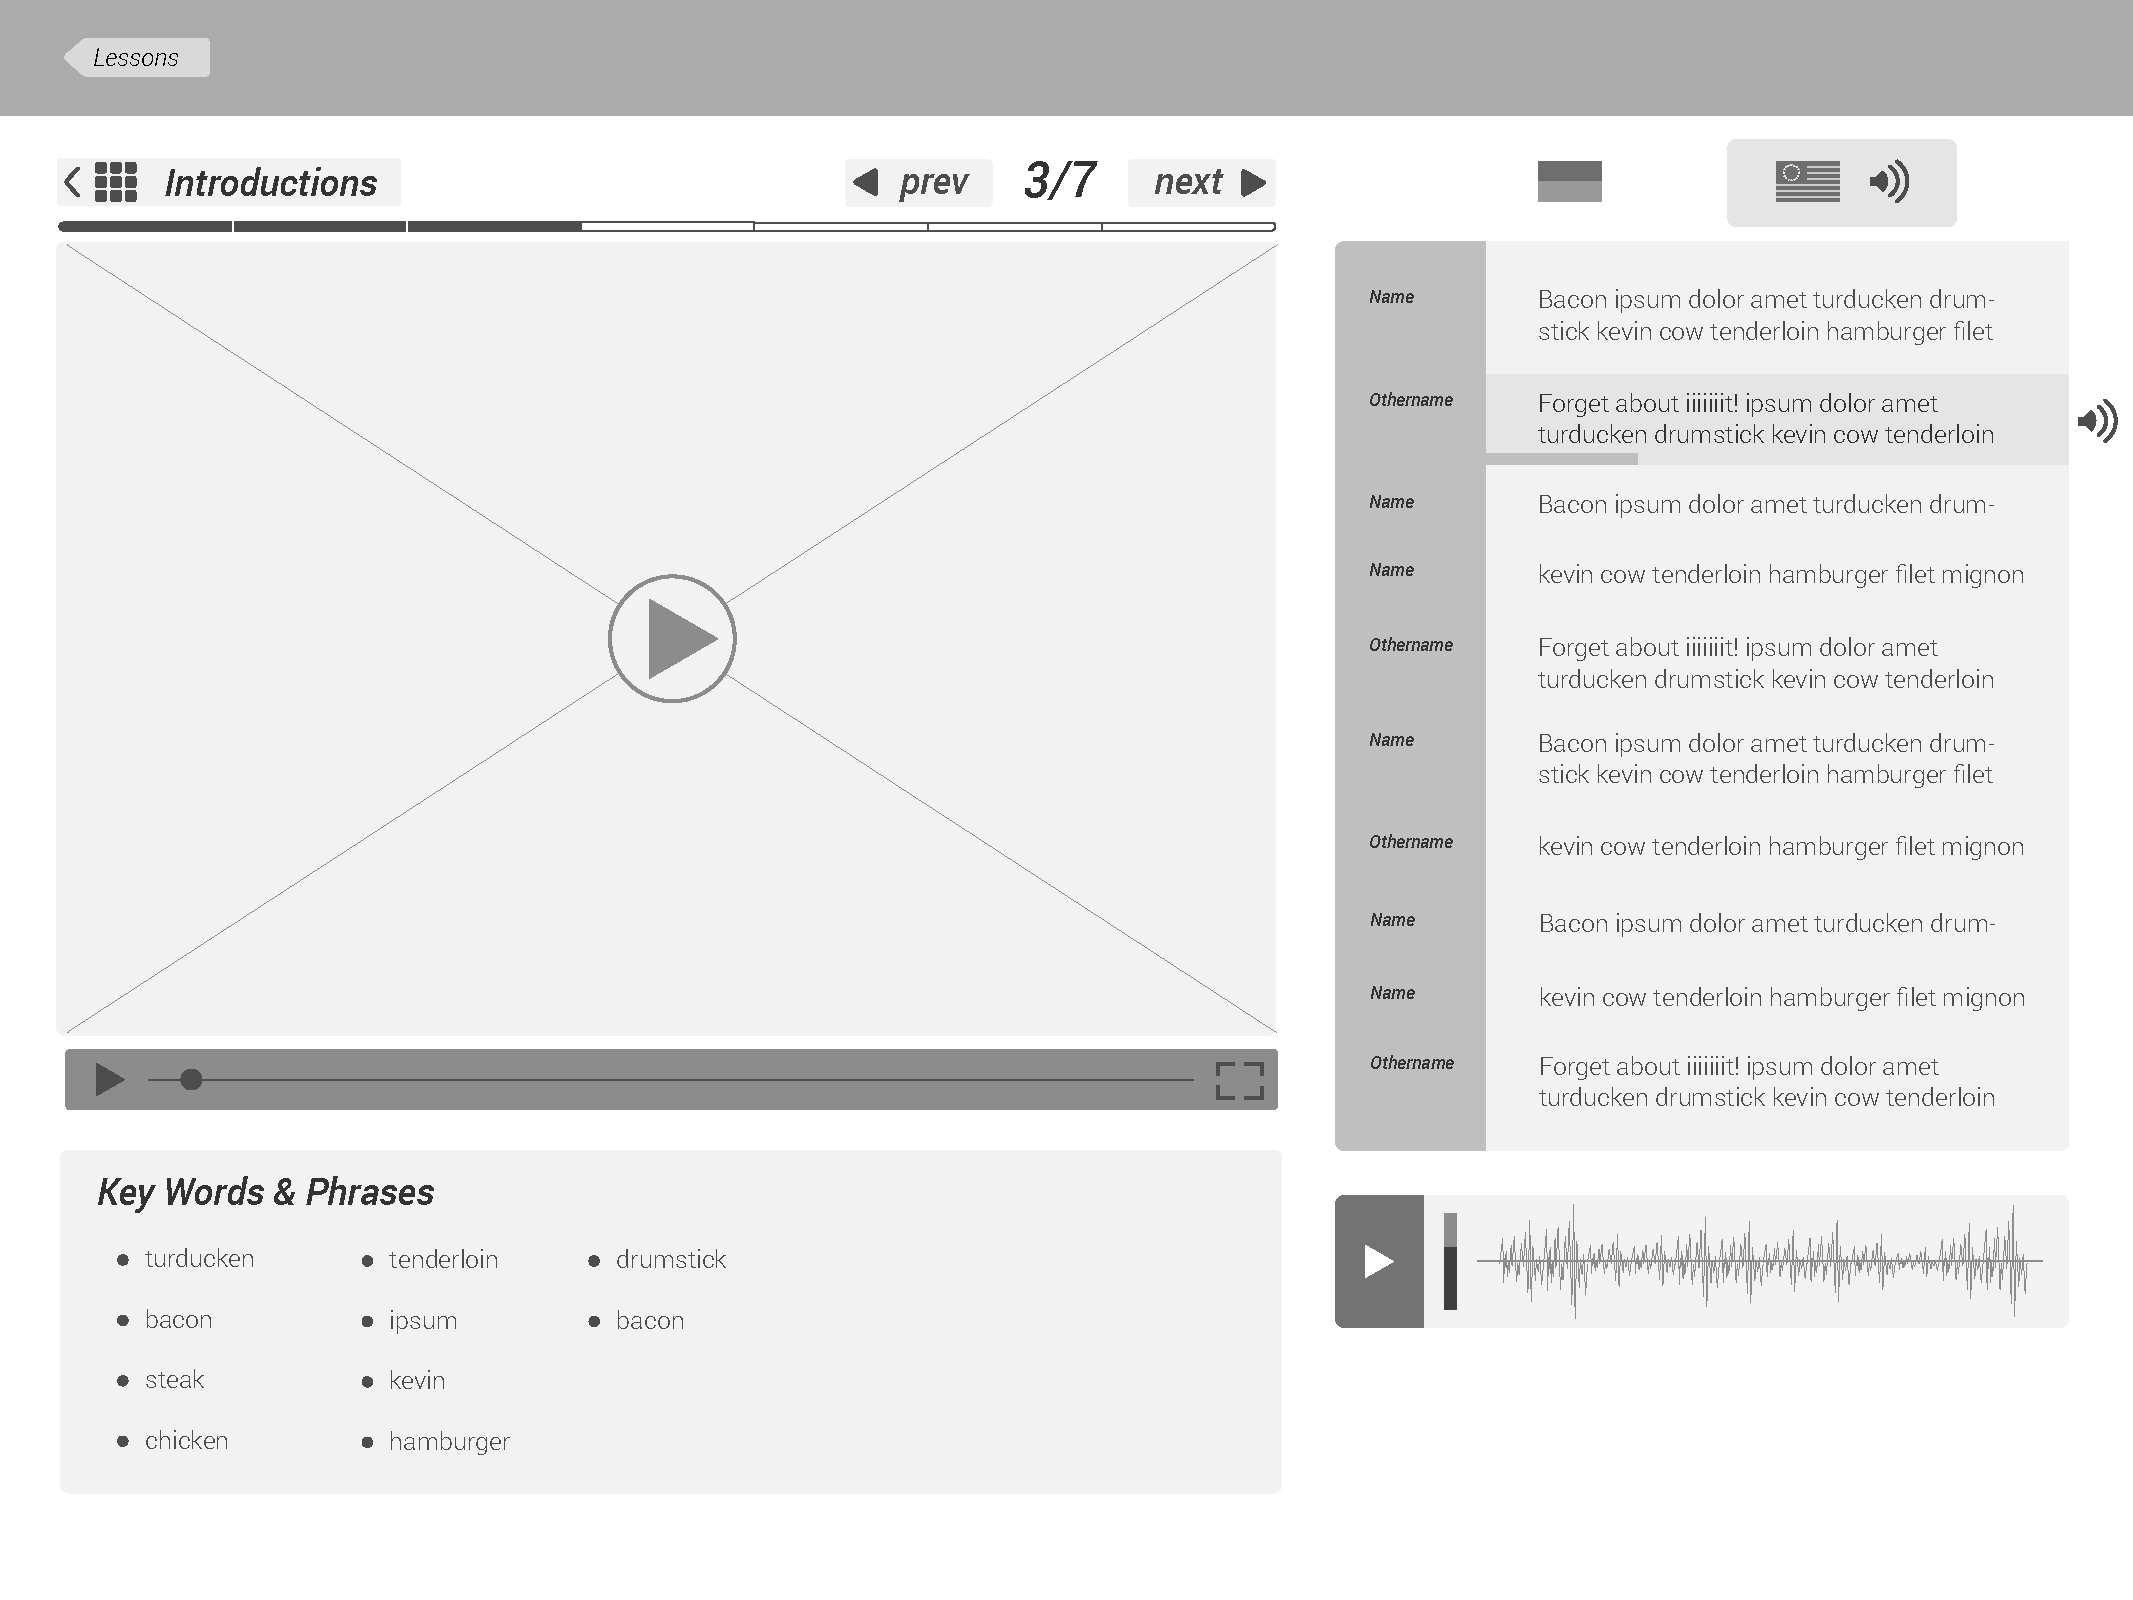 Lessons
Introductions
prev
3/7
next
Name
Bacon ipsum dolor amet turducken drum-
stick kevin cow tenderloin hamburger filet
Othername
Forget about iiiiiiit! ipsum dolor amet
turducken drumstick kevin cow tenderloin
Name
Bacon ipsum dolor amet turducken drum-
Name
kevin cow tenderloin hamburger filet mignon
Othername
Forget about iiiiiiit! ipsum dolor amet
turducken drumstick kevin cow tenderloin
Name
Bacon ipsum dolor amet turducken drum-
stick kevin cow tenderloin hamburger filet
Othername
kevin cow tenderloin hamburger filet mignon
Name
Bacon ipsum dolor amet turducken drum-
Name
kevin cow tenderloin hamburger filet mignon
Othername
Forget about iiiiiiit! ipsum dolor amet
turducken drumstick kevin cow tenderloin
Key Words & Phrases
turducken
bacon
steak
chicken
tenderloin
ipsum
kevin
hamburger
drumstick
bacon